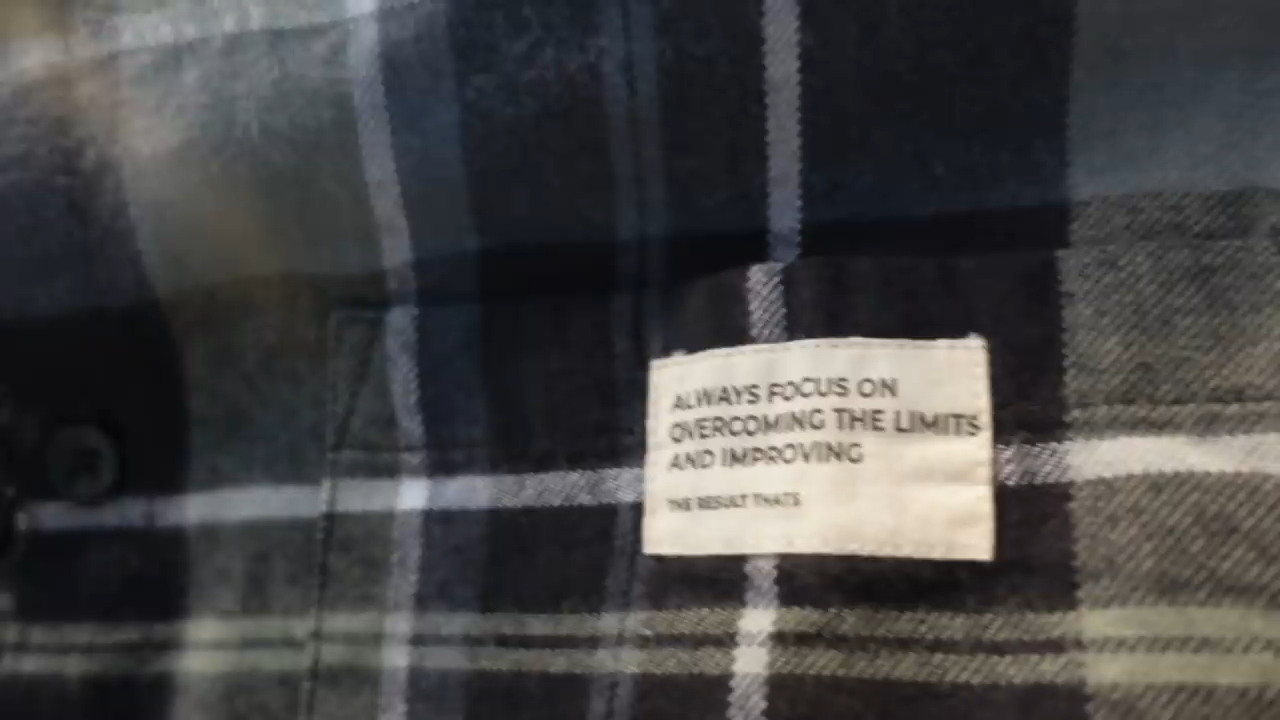 ALWAYS FOCUS ON
OVERCOMING THE LIMITS
AND IMPROVING
THE RESULT THATS